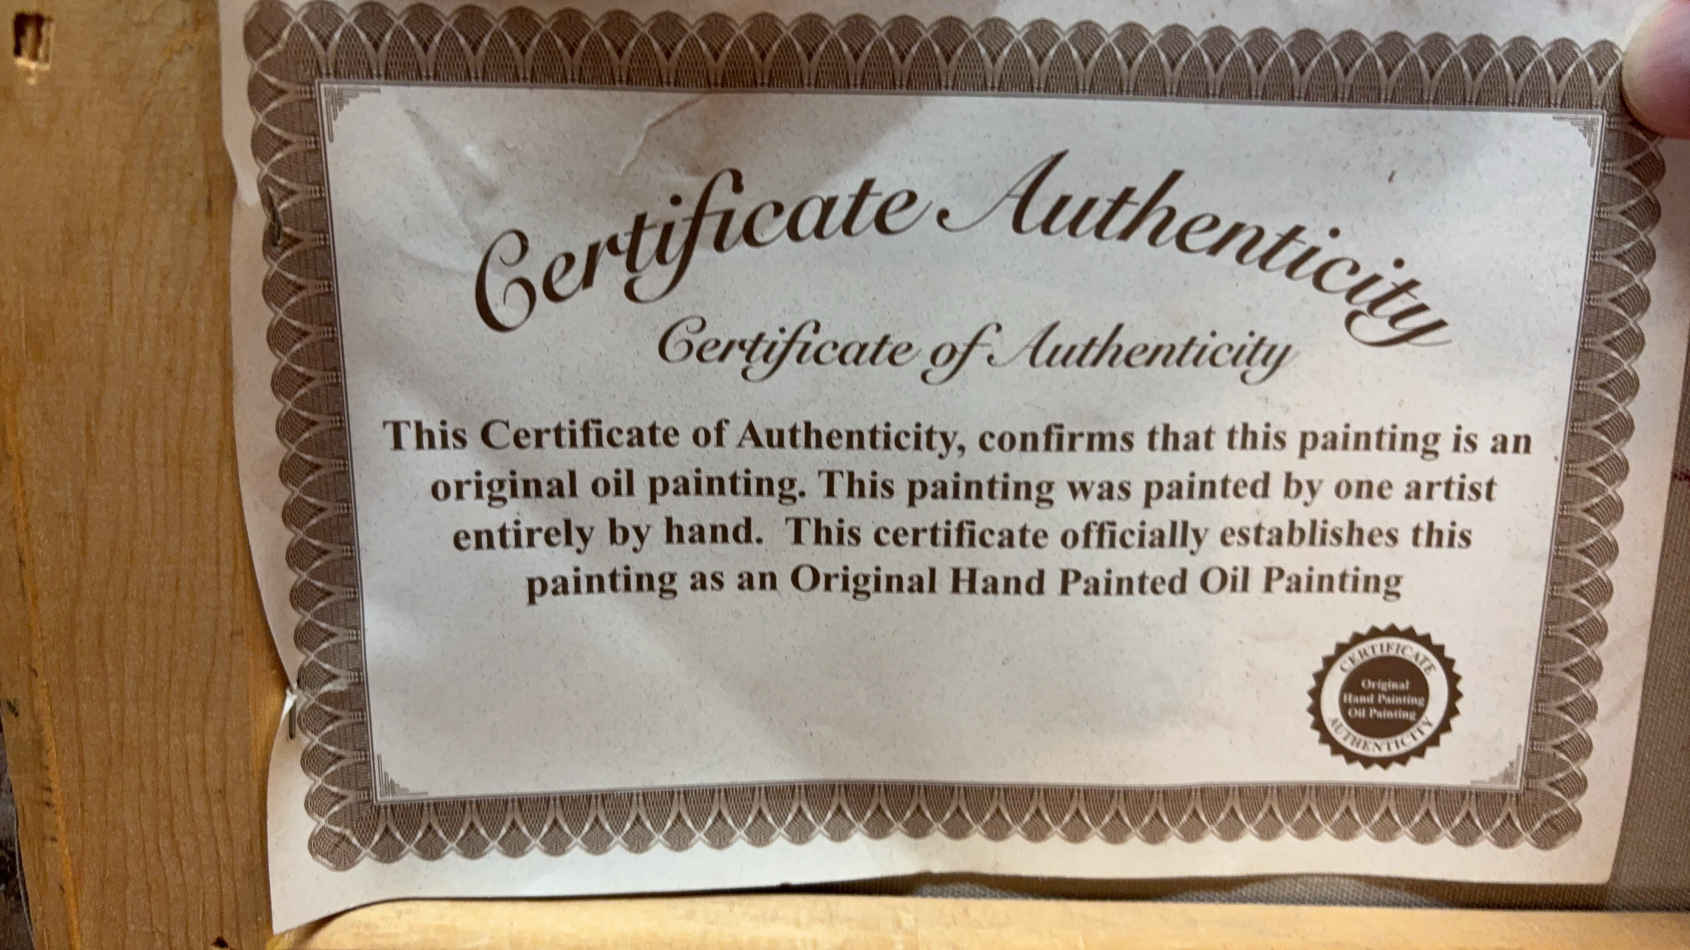 Certificate Authenticity
Certificate of Authenticity
This Certificate of Authenticity, confirms that this painting is an
original oil painting. This painting was painted by one artist
entirely by hand. This certificate officially establishes this
painting as an Original Hand Painted Oil Painting
CERTIFICATE
Original
Hand Painting
Oil Painting
AUTHENTICITY